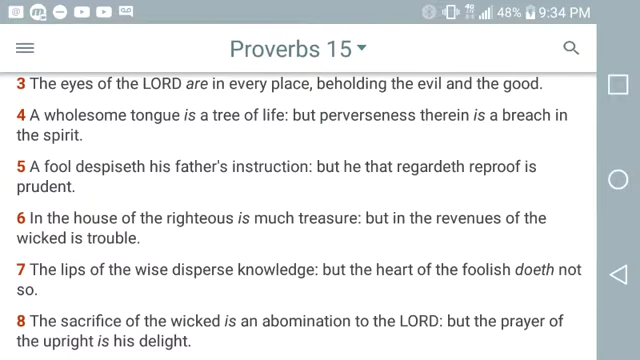 48% 9:34 PM
Proverbs 15
3 The eyes of the LORD are in every place, beholding the evil and the good.
4 A wholesome tongue is a tree of life: but perverseness therein is a breach in
the spirit.
5 A fool despiseth his father's instruction: but he that regardeth reproof is
prudent.
6 In the house of the righteous is much treasure: but in the revenues of the
wicked is trouble.
7 The lips of the wise disperse knowledge: but the heart of the foolish doeth not
so.
8 The sacrifice of the wicked is an abomination to the LORD: but the prayer of
the upright is his delight.